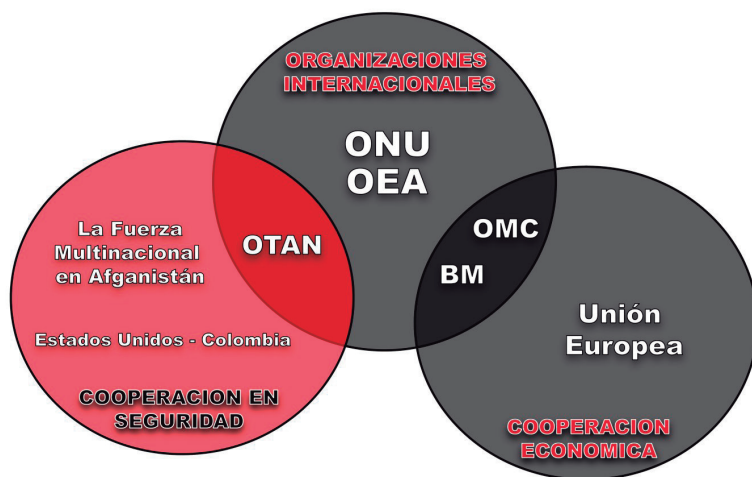 ORGANIZACIONES
INTERNACIONALES
ONU
OEA
La Fuerza
Multinacional
en Afganistán
Estados Unidos - Colombia
COOPERACION EN
SEGURIDAD
OTAN
OMC
BM
Unión
Europea
COOPERACION
ECONOMICA